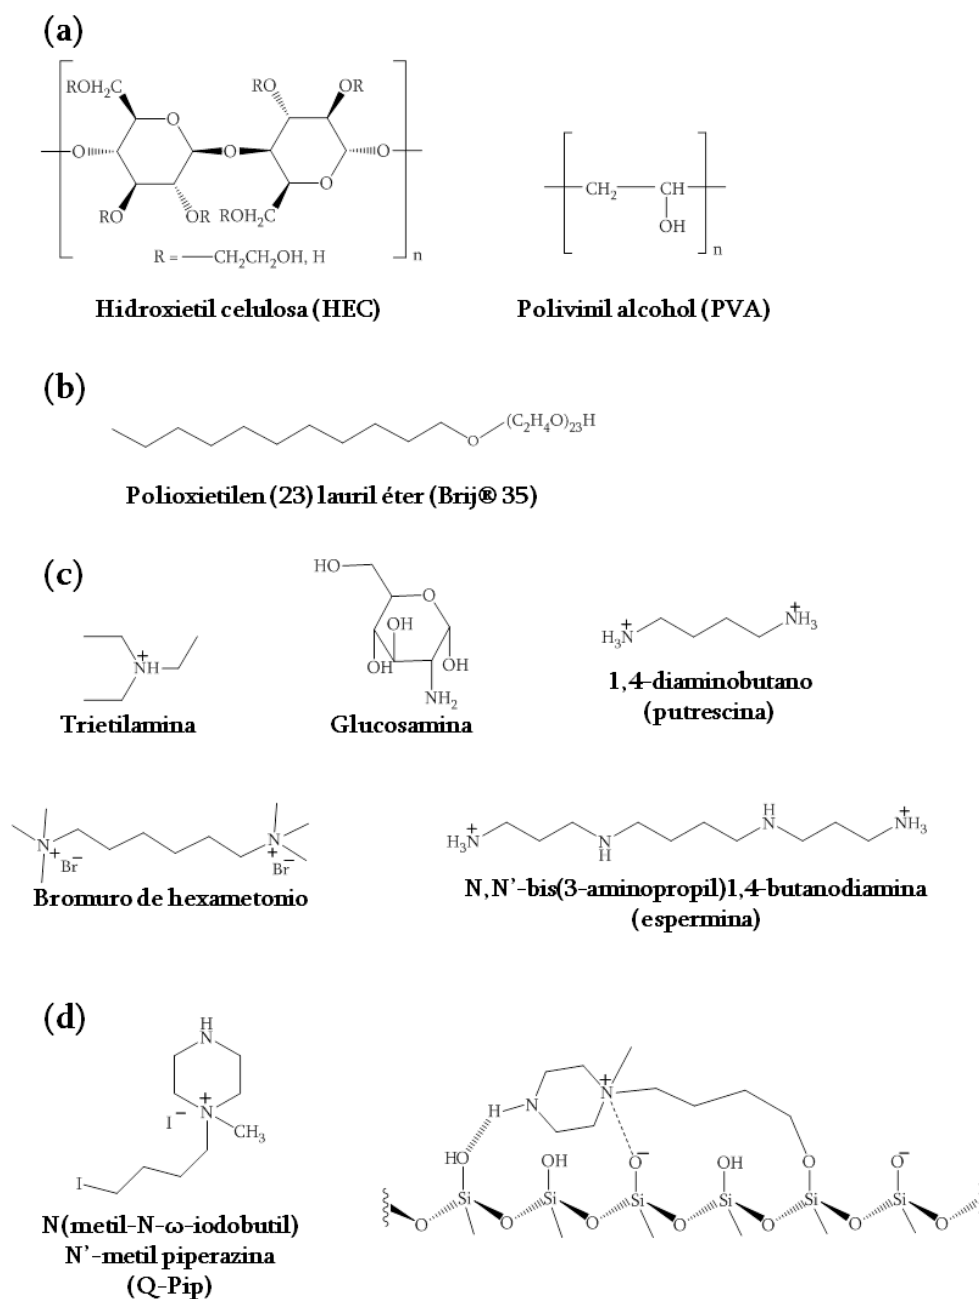 (a)
ROH₂C
RO
OR
O
O
O
O
O
RO
OR
ROH₂C
n
R = —CH₂CH₂OH, H
CH₂
CH
OH
n
Hidroxietil celulosa (HEC)
Polivinil alcohol (PVA)
(b)
O
(C₂H₄O)₂₃H
Polioxietilen (23) lauril éter (Brij® 35)
(c)
HO
O
OH
OH
OH
NH₂
+
NH
H₃N
+
+
NH₃
Trietilamina
Glucosamina
1,4-diaminobutano
(putrescina)
N
+
Br⁻
N
+
Br⁻
H₃N
+
N
H
H
N
+
NH₃
Bromuro de hexametonio
N,N'-bis(3-aminopropil)1,4-butanodiamina
(espermina)
(d)
H
N
+
N
I⁻
CH₃
I
H
N
+
N
HO
OH
O⁻
OH
O
O⁻
Si
Si
Si
Si
Si
Si
O
O
O
O
O
O
O
N(metil-N-ω-iodobutil)
N'-metil piperazina
(Q-Pip)